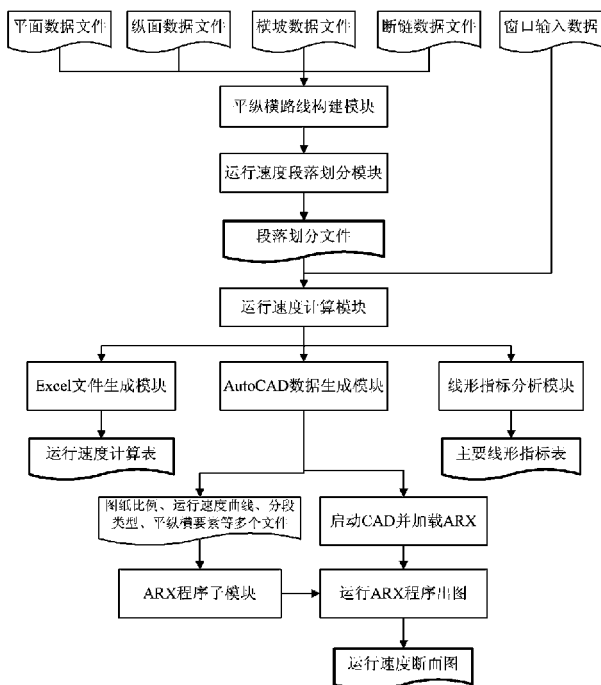 平面数据文件
纵面数据文件
横坡数据文件
断链数据文件
窗口输入数据
平纵横路线构建模块
运行速度段落划分模块
段落划分文件
运行速度计算模块
Excel文件生成模块
AutoCAD数据生成模块
线形指标分析模块
运行速度计算表
主要线形指标表
图纸比例、运行速度曲线、分段
类型、平纵横要素等多个文件
启动CAD并加载ARX
ARX程序子模块
运行ARX程序出图
运行速度断面图